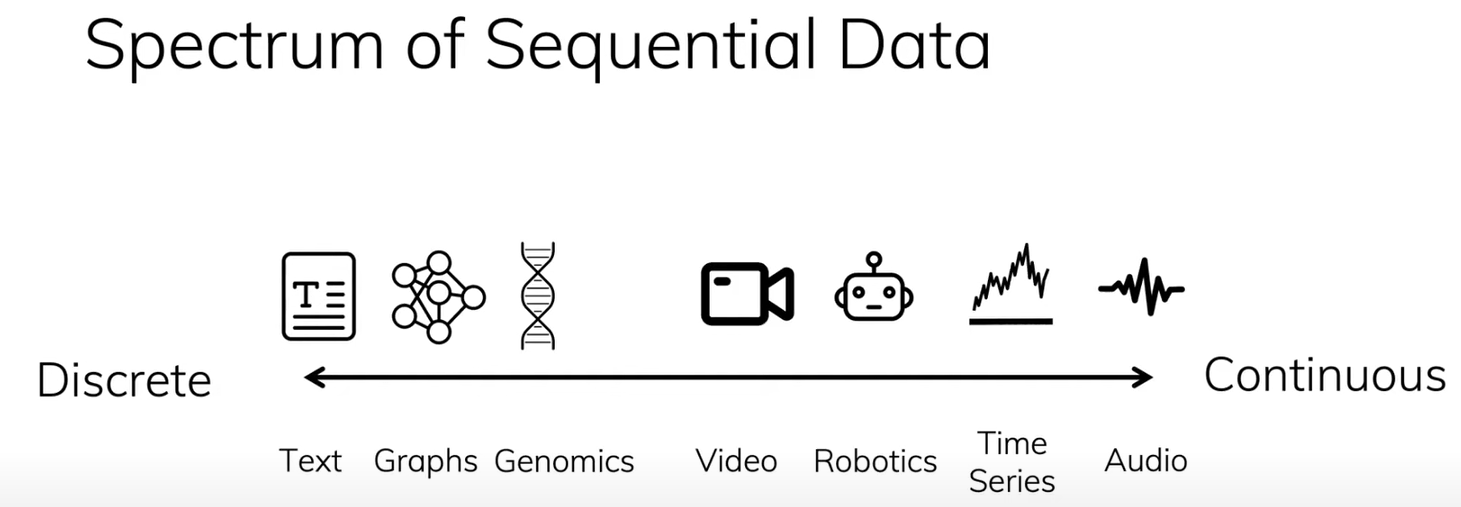 Spectrum of Sequential Data
T
Discrete
Continuous
Text Graphs Genomics Video Robotics Time Series Audio